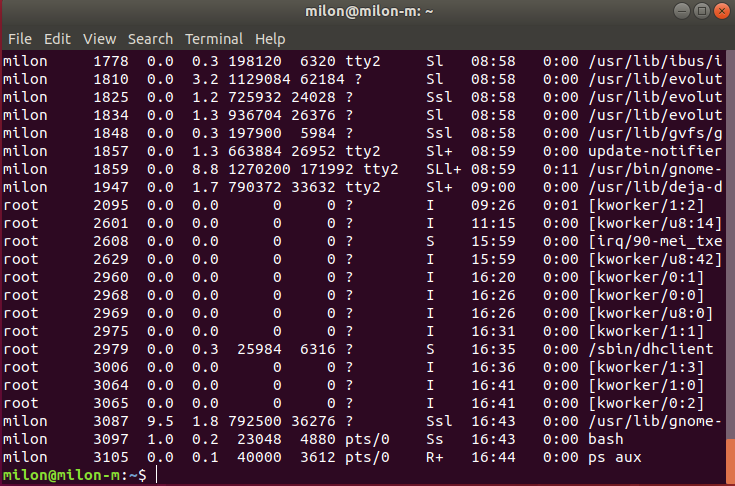 milon@milon-m: ~
File Edit View Search Terminal Help
milon 1778 0.0 0.3 198120 6320 tty2 Sl 08:58 0:00 /usr/lib/ibus/i
milon 1810 0.0 3.2 1129084 62184 ? Sl 08:58 0:00 /usr/lib/evolut
milon 1825 0.0 1.2 725932 24028 ? Ssl 08:58 0:00 /usr/lib/evolut
milon 1834 0.0 1.3 936704 26376 ? Sl 08:58 0:00 /usr/lib/evolut
milon 1848 0.0 0.3 197900 5984 ? Ssl 08:58 0:00 /usr/lib/gvfs/g
milon 1857 0.0 1.3 663884 26952 tty2 Sl+ 08:59 0:00 update-notifier
milon 1859 0.0 8.8 1270200 171992 tty2 SLl+ 08:59 0:11 /usr/bin/gnome-
milon 1947 0.0 1.7 790372 33632 tty2 Sl+ 09:00 0:00 /usr/lib/deja-d
root 2095 0.0 0.0 0 0 ? I 09:26 0:01 [kworker/1:2]
root 2601 0.0 0.0 0 0 ? I 11:15 0:00 [kworker/u8:14]
root 2608 0.0 0.0 0 0 ? S 15:59 0:00 [irq/90-mei_txe
root 2629 0.0 0.0 0 0 ? I 15:59 0:00 [kworker/u8:42]
root 2960 0.0 0.0 0 0 ? I 16:20 0:00 [kworker/0:1]
root 2968 0.0 0.0 0 0 ? I 16:26 0:00 [kworker/0:0]
root 2969 0.0 0.0 0 0 ? I 16:26 0:00 [kworker/u8:0]
root 2975 0.0 0.0 0 0 ? I 16:31 0:00 [kworker/1:1]
root 2979 0.0 0.3 25984 6316 ? S 16:35 0:00 /sbin/dhclient
root 3006 0.0 0.0 0 0 ? I 16:36 0:00 [kworker/1:3]
root 3064 0.0 0.0 0 0 ? I 16:41 0:00 [kworker/1:0]
root 3065 0.0 0.0 0 0 ? I 16:41 0:00 [kworker/0:2]
milon 3087 9.5 1.8 792500 36276 ? Ssl 16:43 0:00 /usr/lib/gnome-
milon 3097 1.0 0.2 23048 4880 pts/0 Ss 16:43 0:00 bash
milon 3105 0.0 0.1 40000 3612 pts/0 R+ 16:44 0:00 ps aux
milon@milon-m:~$